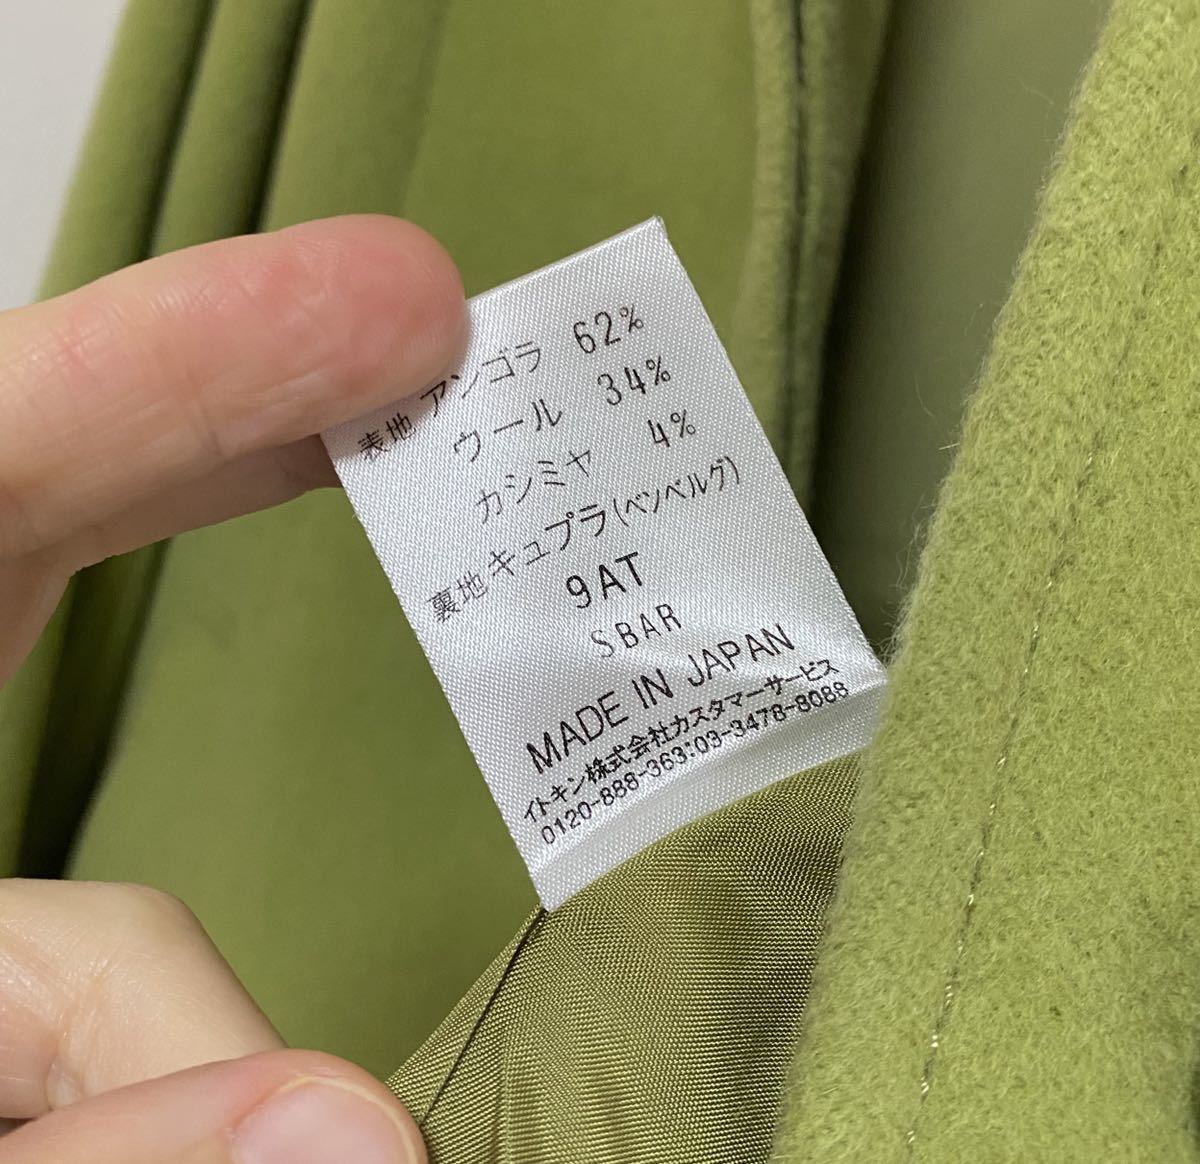 表地 アンゴラ 62%
ウール 34%
カシミヤ 4%
裏地 キュプラ(ベンベルグ)
9AT
SBAR
MADE IN JAPAN
イトキン株式会社カスタマーサービス
0120-888-363:03-3478-8088